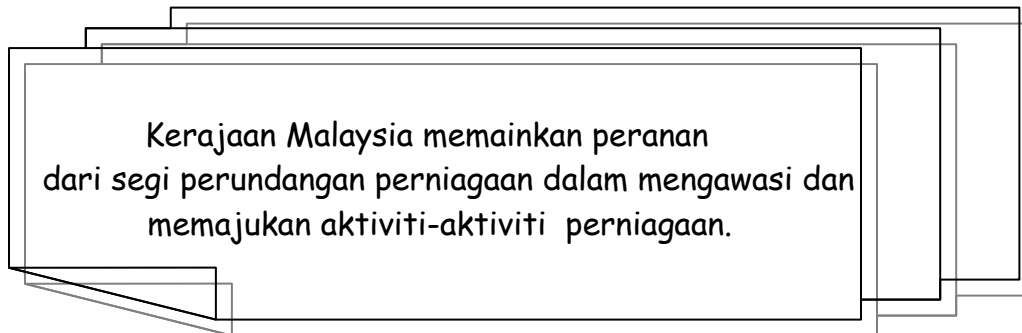 Kerajaan Malaysia memainkan peranan
dari segi perundangan perniagaan dalam mengawasi dan
memajukan aktiviti-aktiviti perniagaan.